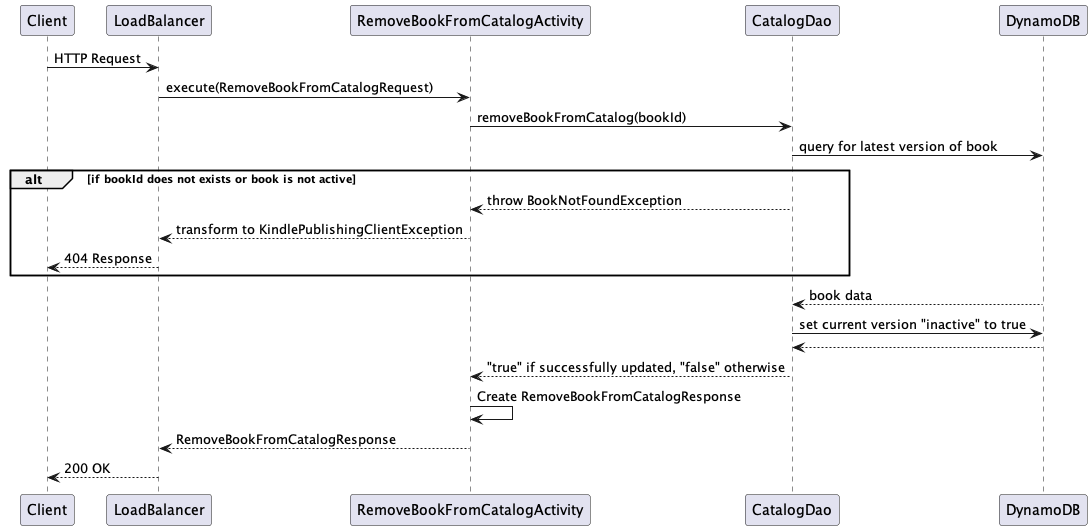 Client LoadBalancer RemoveBookFromCatalogActivity CatalogDao DynamoDB
HTTP Request
execute(RemoveBookFromCatalogRequest)
removeBookFromCatalog(bookId)
query for latest version of book
alt [if bookId does not exists or book is not active]
throw BookNotFoundException
transform to KindlePublishingClientException
404 Response
book data
set current version "inactive" to true
"true" if successfully updated, "false" otherwise
Create RemoveBookFromCatalogResponse
RemoveBookFromCatalogResponse
200 OK
Client LoadBalancer RemoveBookFromCatalogActivity CatalogDao DynamoDB